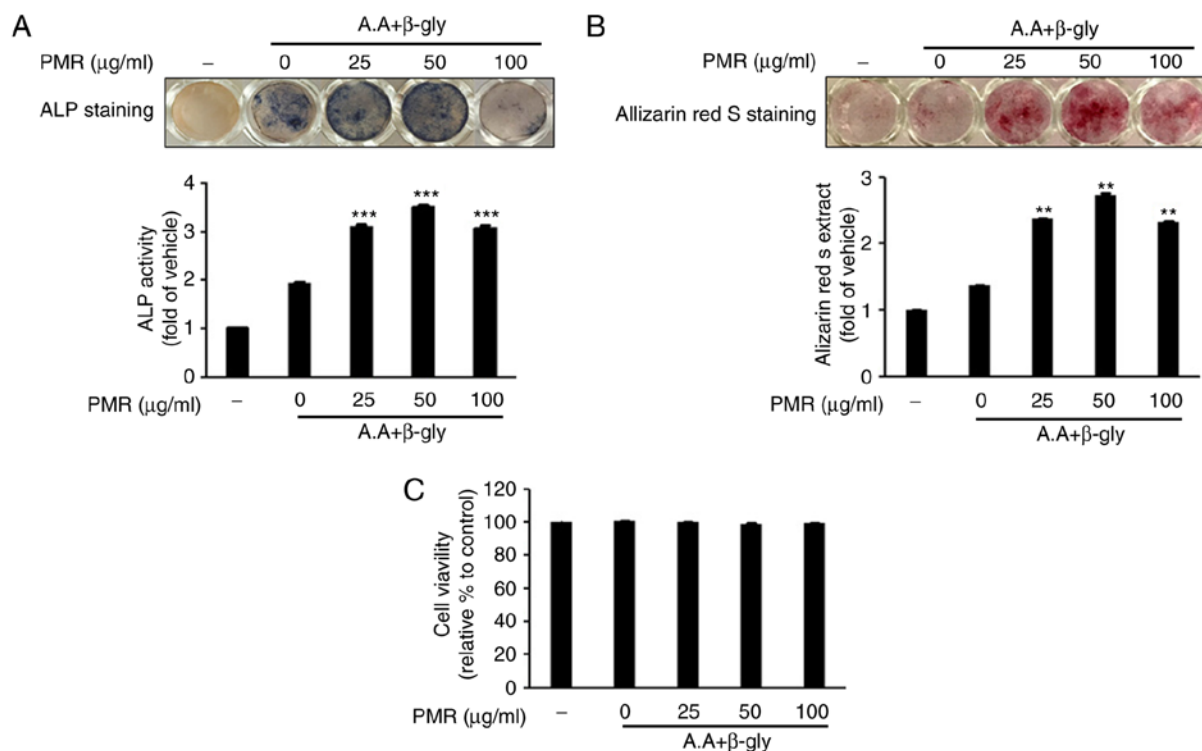 A
A.A+β-gly
PMR (μg/ml) – 0 25 50 100
ALP staining
ALP activity
(fold of vehicle)
4
3
2
1
0
***
***
***
PMR (μg/ml) – 0 25 50 100
A.A+β-gly
B
A.A+β-gly
PMR (μg/ml) – 0 25 50 100
Allizarin red S staining
Alizarin red s extract
(fold of vehicle)
3
2
1
0
**
**
**
PMR (μg/ml) – 0 25 50 100
A.A+β-gly
C
Cell viavility
(relative % to control)
120
100
80
60
40
20
0
PMR (μg/ml) – 0 25 50 100
A.A+β-gly